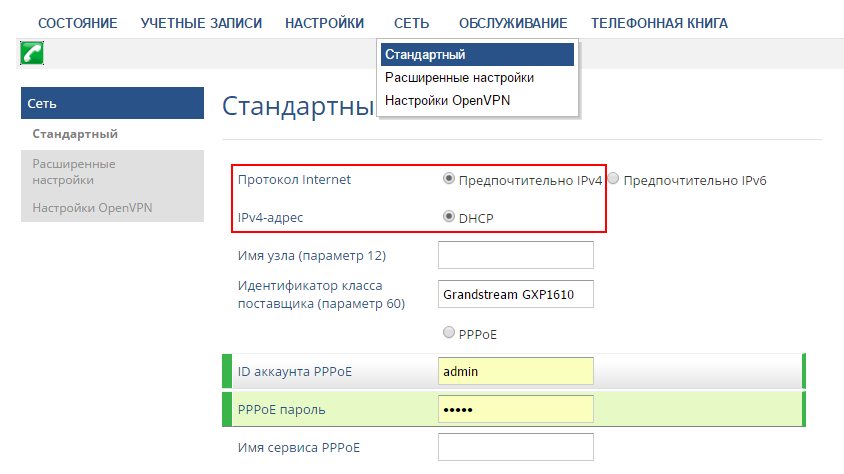 СОСТОЯНИЕ УЧЕТНЫЕ ЗАПИСИ НАСТРОЙКИ СЕТЬ ОБСЛУЖИВАНИЕ ТЕЛЕФОННАЯ КНИГА
Стандартный
Расширенные настройки
Настройки OpenVPN
Сеть
Стандартный
Расширенные
настройки
Настройки OpenVPN
Стандартны
Протокол Internet Предпочтительно IPv4 Предпочтительно IPv6
IPv4-адрес DHCP
Имя узла (параметр 12)
Идентификатор класса
поставщика (параметр 60) Grandstream GXP1610
PPPoE
ID аккаунта PPPoE admin
PPPoE пароль •••••
Имя сервиса PPPoE